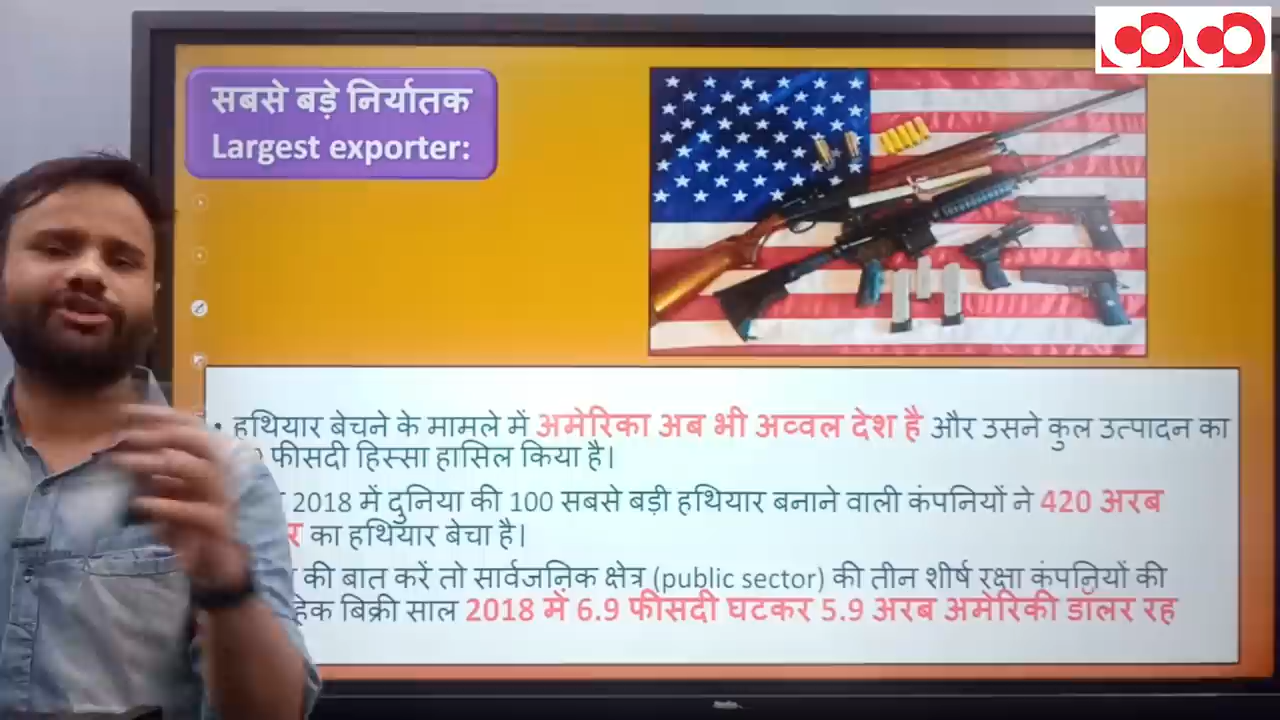 सबसे बड़े निर्यातक
Largest exporter:
• हथियार बेचने के मामले में अमेरिका अब भी अव्वल देश है और उसने कुल उत्पादन का
फीसदी हिस्सा हासिल किया है।
2018 में दुनिया की 100 सबसे बड़ी हथियार बनाने वाली कंपनियों ने 420 अरब
का हथियार बेचा है।
की बात करें तो सार्वजनिक क्षेत्र (public sector) की तीन शीर्ष रक्षा कंपनियों की
बिक्री साल 2018 में 6.9 फीसदी घटकर 5.9 अरब अमेरिकी डॉलर रह